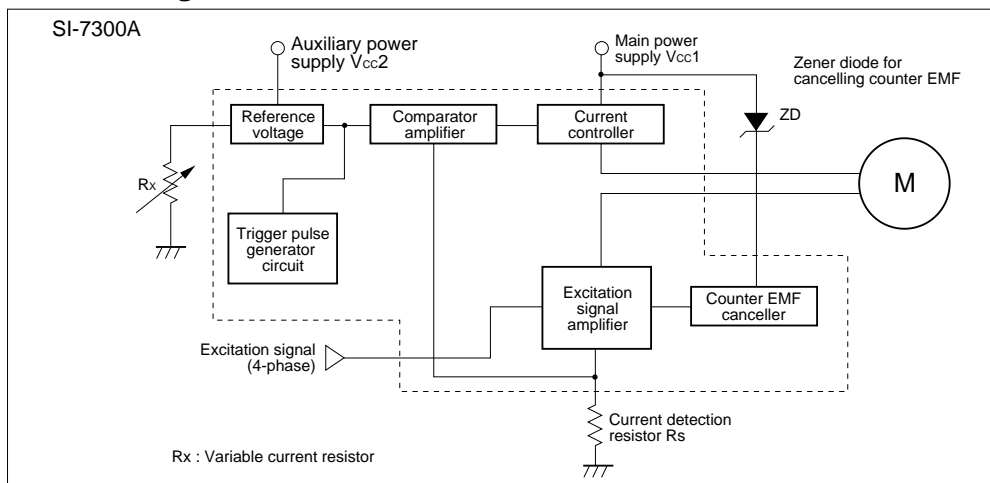 SI-7300A
Auxiliary power
supply Vcc2
Main power
supply Vcc1
Zener diode for
cancelling counter EMF
Reference
voltage
Comparator
amplifier
Current
controller
ZD
Rx
M
Trigger pulse
generator
circuit
Excitation
signal
amplifier
Counter EMF
canceller
Excitation signal
(4-phase)
Current detection
resistor Rs
Rx : Variable current resistor